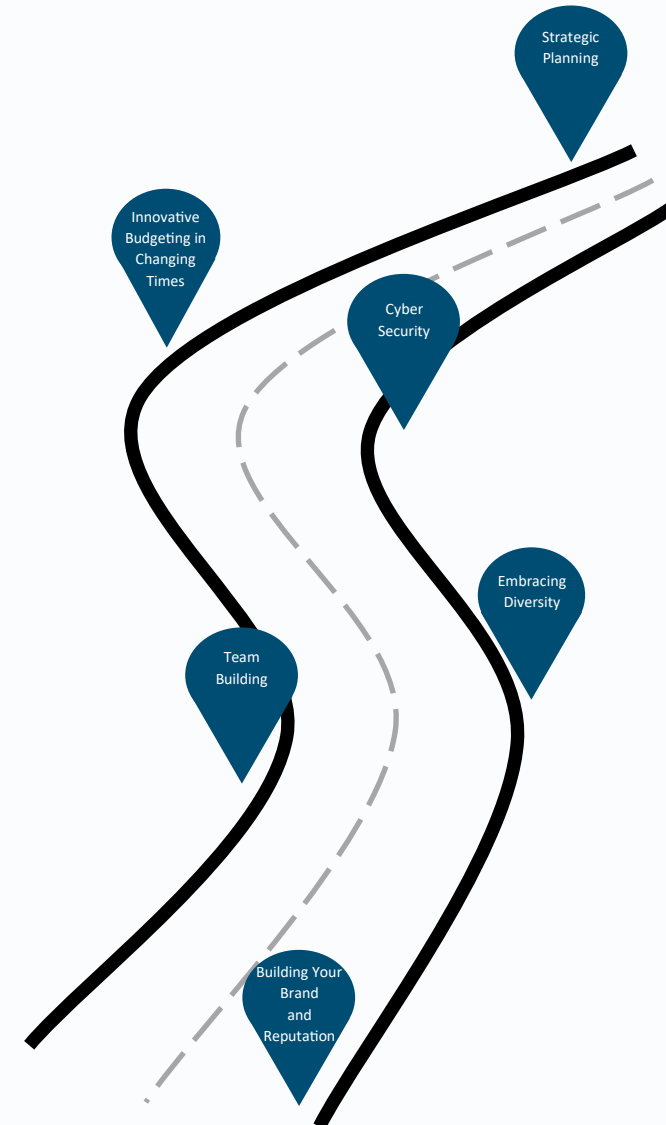 Strategic
Planning
Innovative
Budgeting in
Changing
Times
Cyber
Security
Embracing
Diversity
Team
Building
Building Your
Brand
and
Reputation